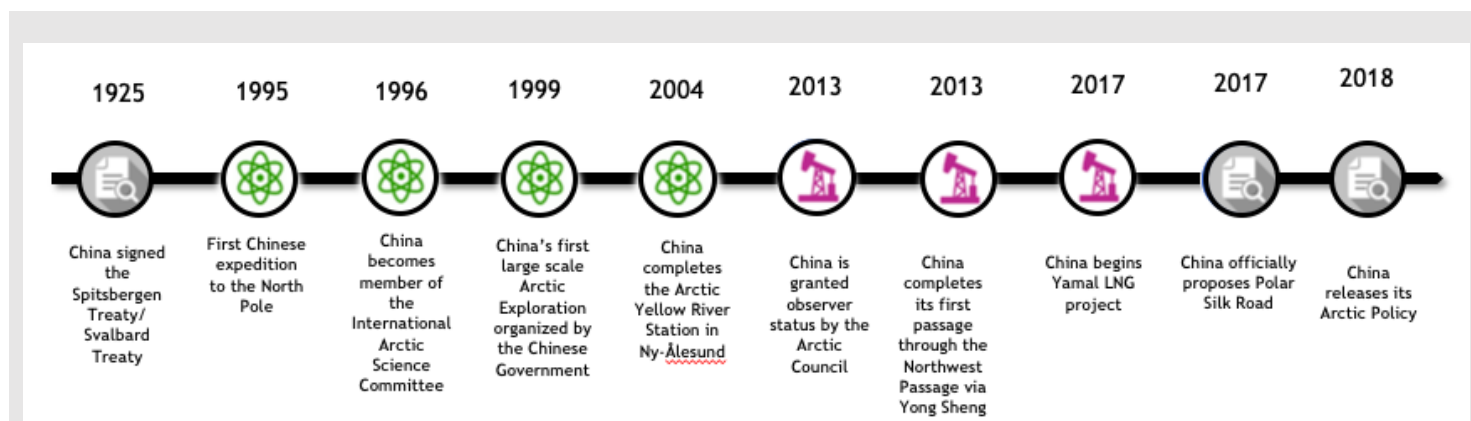 1925
1995
1996
1999
2004
2013
2013
2017
2017
2018
China signed
the
Spitsbergen
Treaty/
Svalbard
Treaty
First Chinese
expedition
to the North
Pole
China
becomes
member of
the
International
Arctic
Science
Committee
China's first
large scale
Arctic
Exploration
organized by
the Chinese
Government
China
completes
the Arctic
Yellow River
Station in
Ny-Ålesund
China is
granted
observer
status by the
Arctic
Council
China
completes
its first
passage
through the
Northwest
Passage via
Yong Sheng
China begins
Yamal LNG
project
China officially
proposes Polar
Silk Road
China
releases its
Arctic Policy